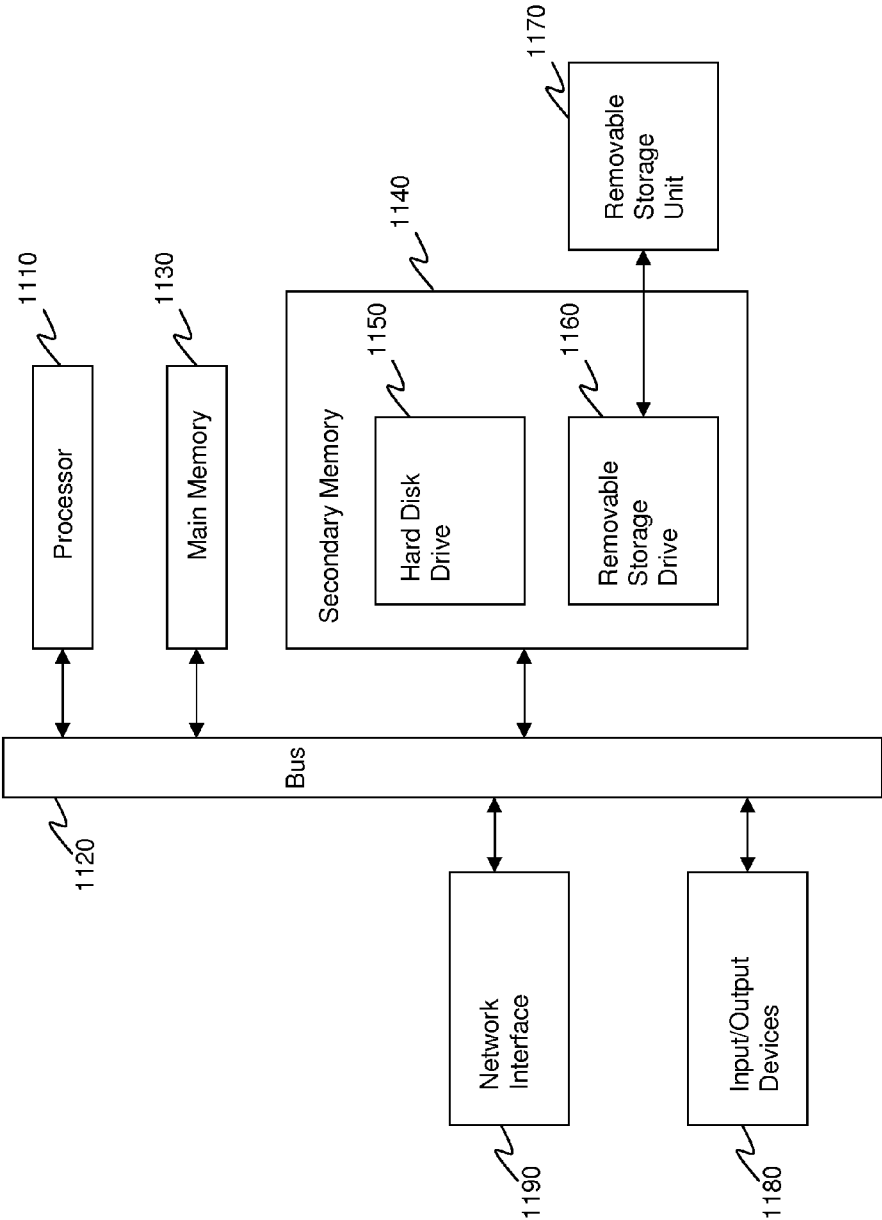 1110
Processor
1130
Main Memory
1140
Secondary Memory
1150
Hard Disk
Drive
1160
Removable
Storage
Drive
1170
Removable
Storage
Unit
Bus
1120
Network
Interface
1190
Input/Output
Devices
1180